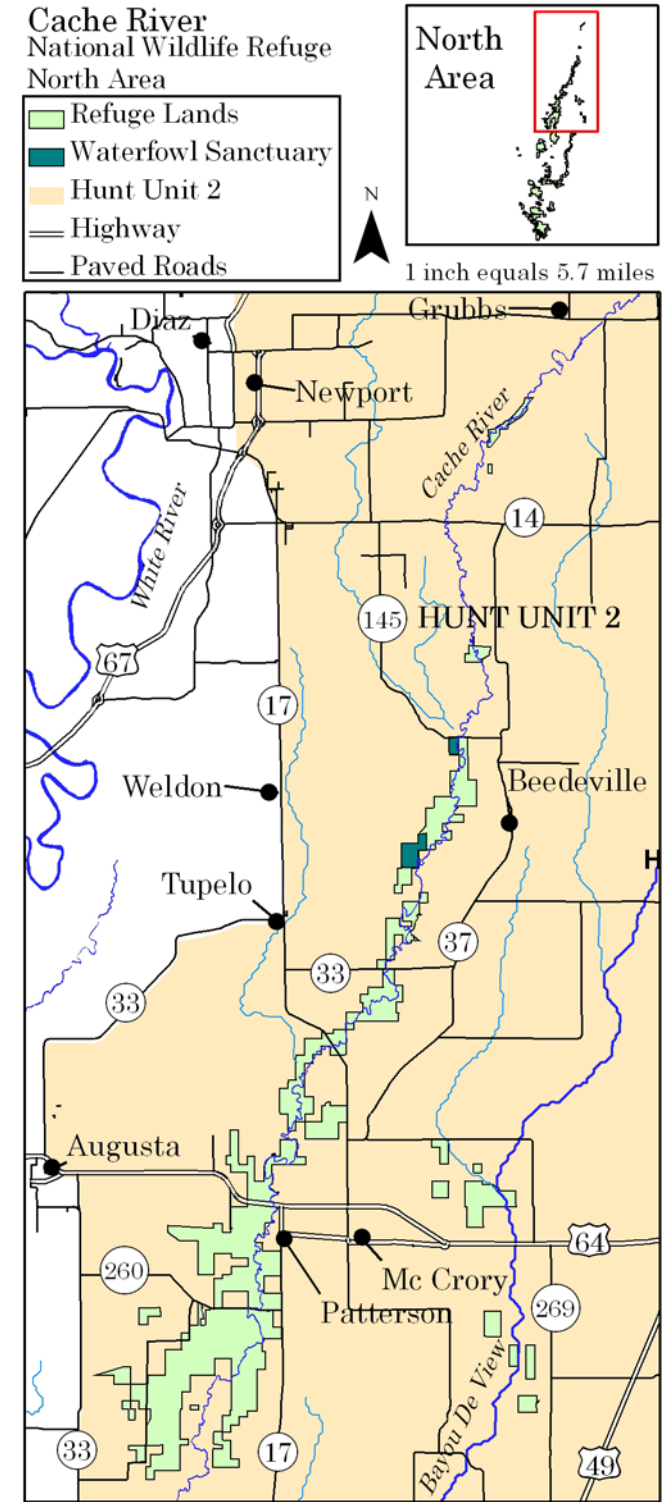 Cache River
National Wildlife Refuge
North Area
Refuge Lands
Waterfowl Sanctuary
Hunt Unit 2
Highway
Paved Roads
N
North
Area
1 inch equals 5.7 miles
Diaz
Grubbs
Newport
Cache River
14
White River
145
HUNT UNIT 2
67
17
Weldon
Beedeville
H
Tupelo
37
33
33
Augusta
64
260
Mc Crory
Patterson
269
Bayou De View
33
17
49